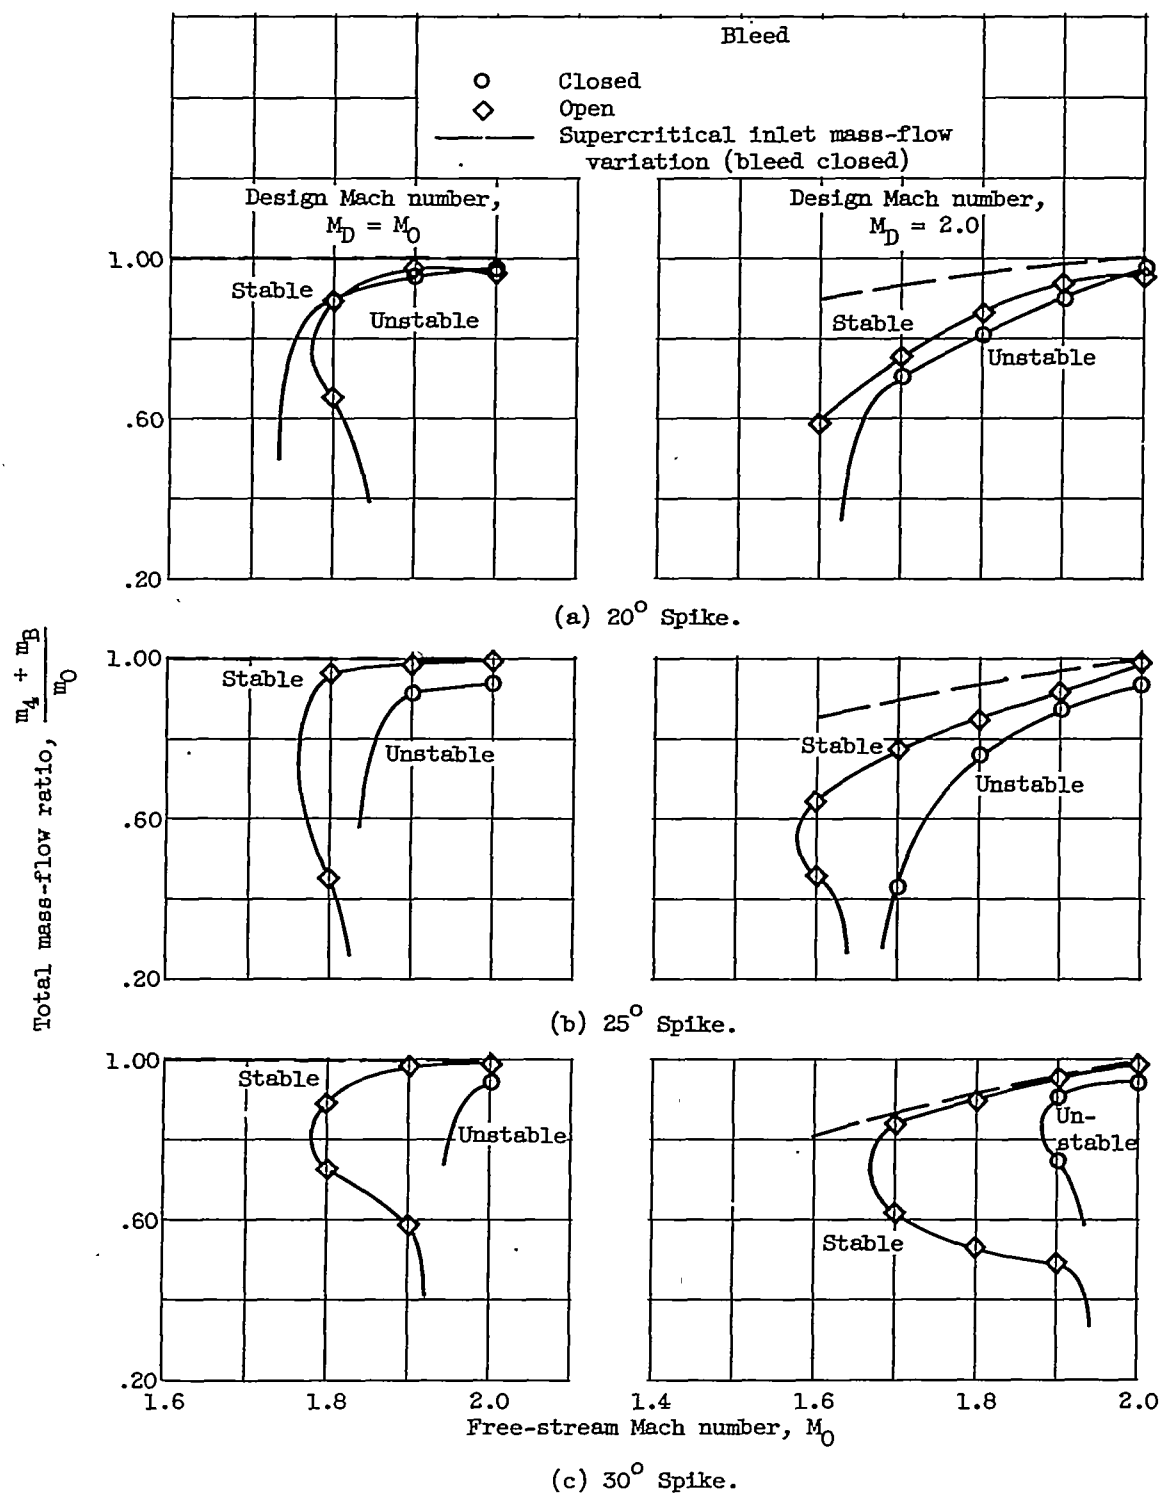 Bleed
Closed
Open
Supercritical inlet mass-flow
variation (bleed closed)
Design Mach number,
M_D = M_0
Design Mach number,
M_D = 2.0
1.00
Stable
Unstable
.60
.20
Stable
Unstable
(a) 20° Spike.
Total mass-flow ratio, (m_4 + m_B)/m_0
1.00
Stable
Unstable
.60
.20
Stable
Unstable
(b) 25° Spike.
1.00
Stable
Unstable
.60
.20
Un-
stable
Stable
1.6 1.8 2.0 1.4 1.6 1.8 2.0
Free-stream Mach number, M_0
(c) 30° Spike.